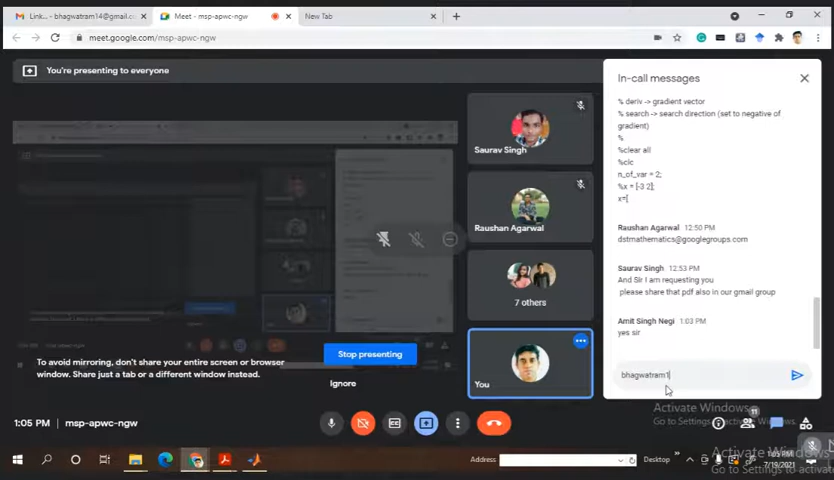 Link... - bhagwatram14@gmail.co
Meet - msp-apwc-ngw
New Tab
meet.google.com/msp-apwc-ngw
You're presenting to everyone
In-call messages
% deriv -> gradient vector
% search -> search direction (set to negative of
gradient)
%
%clear all
%clc
n_of_var = 2;
%x = [-3 2];
x=[
Raushan Agarwal 12:50 PM
dstmathematics@googlegroups.com
Saurav Singh 12:53 PM
And Sir I am requesting you
please share that pdf also in our gmail group
Amit Singh Negi 1:03 PM
yes sir
bhagwatram1
Saurav Singh
Raushan Agarwal
7 others
You
To avoid mirroring, don't share your entire screen or browser
window. Share just a tab or a different window instead.
Stop presenting
Ignore
1:05 PM | msp-apwc-ngw
11
Activate Windows
Go to Settings
Activate Windows
Address
Desktop
1:05 PM
7/19/2021